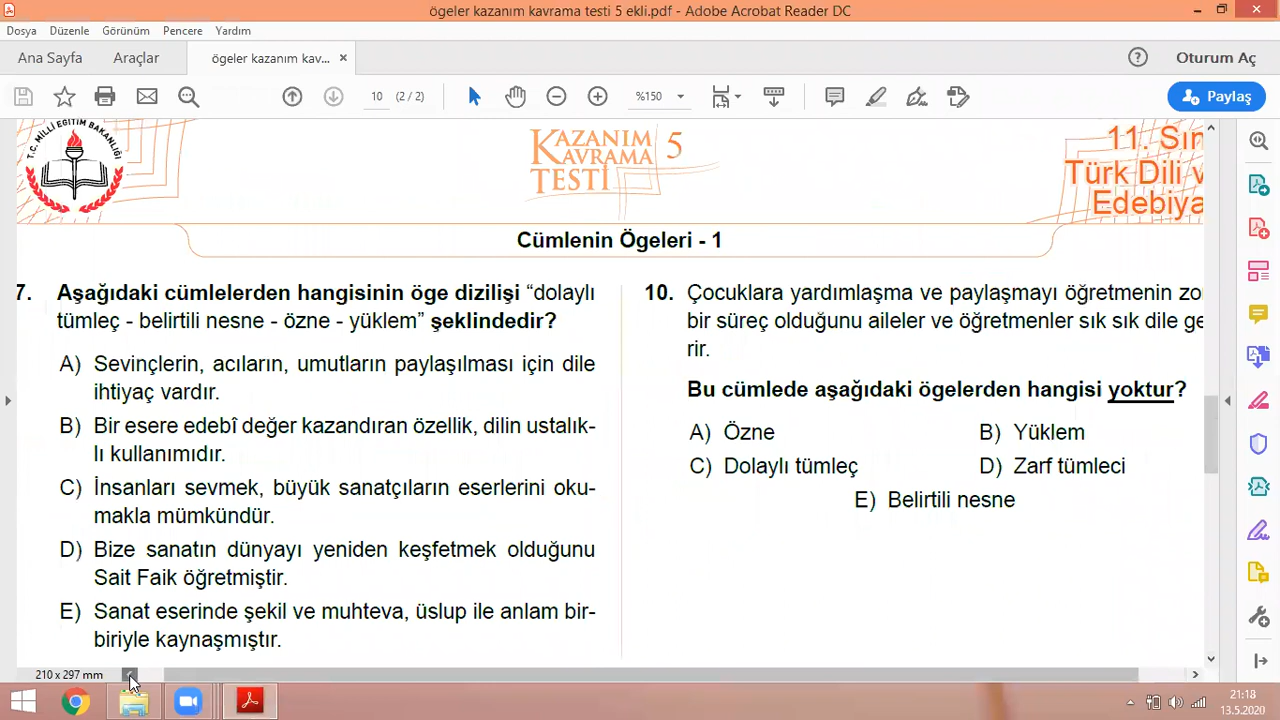 ögeler kazanım kavrama testi 5 ekli.pdf - Adobe Acrobat Reader DC
Dosya Düzenle Görünüm Pencere Yardım
Ana Sayfa Araçlar ögeler kazanım kav... × Oturum Aç
10 (2 / 2) %150 Paylaş
T.C. MİLLÎ EĞİTİM BAKANLIĞI
KAZANIM
KAVRAMA
TESTİ
5
11. Sın
Türk Dili v
Edebiya
Cümlenin Ögeleri - 1
7. Aşağıdaki cümlelerden hangisinin öge dizilişi “dolaylı
tümleç - belirtili nesne - özne - yüklem” şeklindedir?
A) Sevinçlerin, acıların, umutların paylaşılması için dile
ihtiyaç vardır.
B) Bir esere edebî değer kazandıran özellik, dilin ustalık-
lı kullanımıdır.
C) İnsanları sevmek, büyük sanatçıların eserlerini oku-
makla mümkündür.
D) Bize sanatın dünyayı yeniden keşfetmek olduğunu
Sait Faik öğretmiştir.
E) Sanat eserinde şekil ve muhteva, üslup ile anlam bir-
biriyle kaynaşmıştır.
10. Çocuklara yardımlaşma ve paylaşmayı öğretmenin zo
bir süreç olduğunu aileler ve öğretmenler sık sık dile ge
rir.
Bu cümlede aşağıdaki ögelerden hangisi yoktur?
A) Özne B) Yüklem
C) Dolaylı tümleç D) Zarf tümleci
E) Belirtili nesne
210 x 297 mm
21:18
13.5.2020